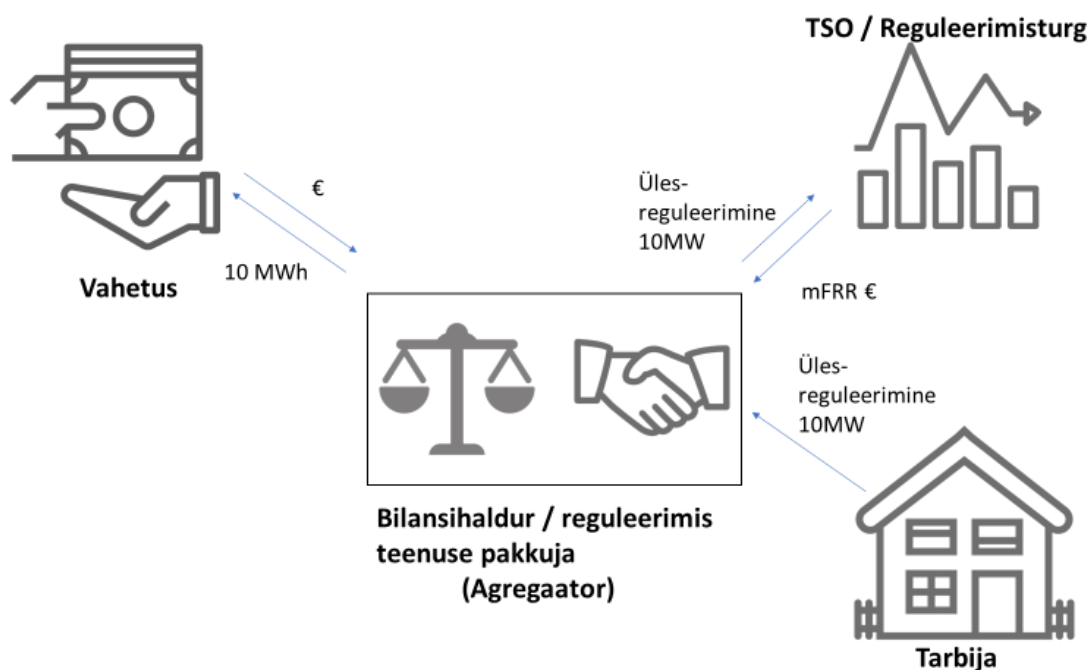 TSO / Reguleerimisturg
€
Üles-
reguleerimine
10MW
10 MWh
Vahetus
mFRR €
Üles-
reguleerimine
10MW
Bilansihaldur / reguleerimis
teenuse pakkuja
(Agregaator)
Tarbija